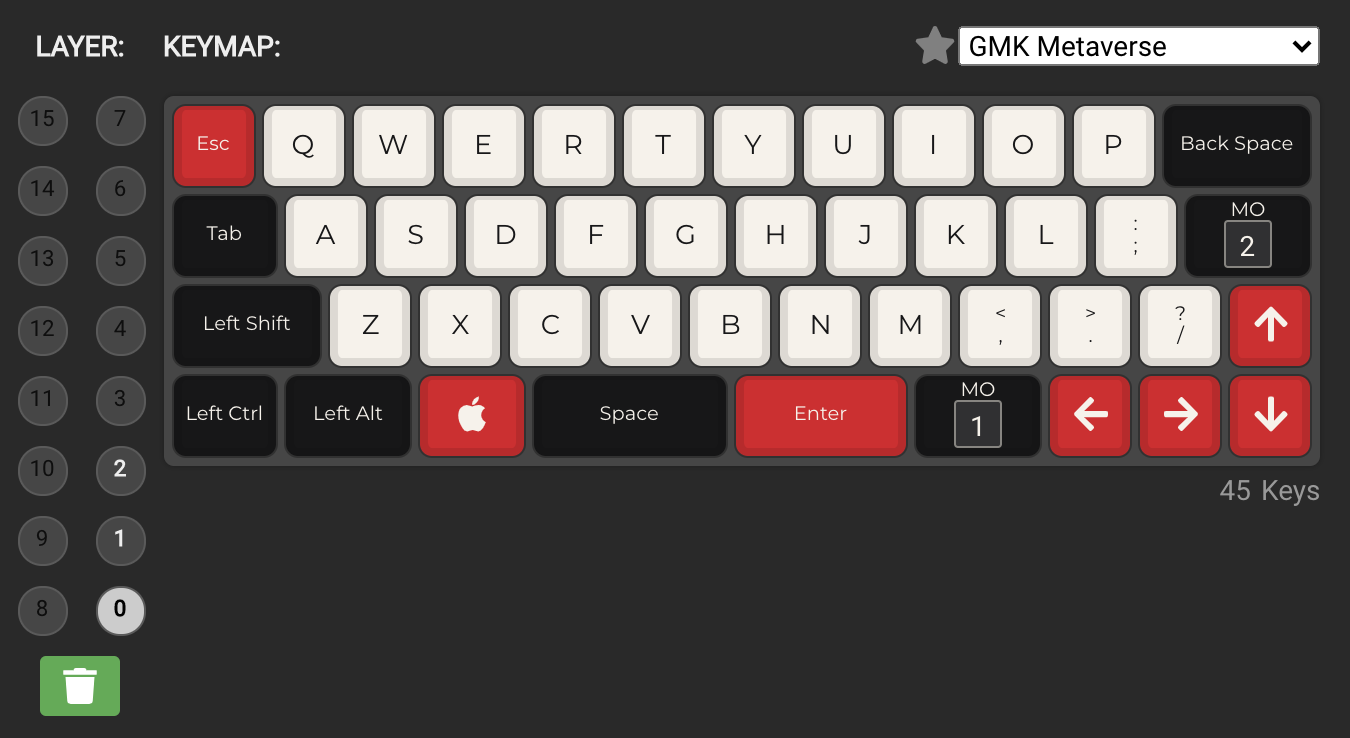 LAYER: KEYMAP: GMK Metaverse
15 7 Esc Q W E R T Y U I O P Back Space
14 6 Tab A S D F G H J K L : ; MO 2
13 5
12 4 Left Shift Z X C V B N M < , > . ? /
11 3 Left Ctrl Left Alt Space Enter MO 1
10 2
45 Keys
9 1
8 0